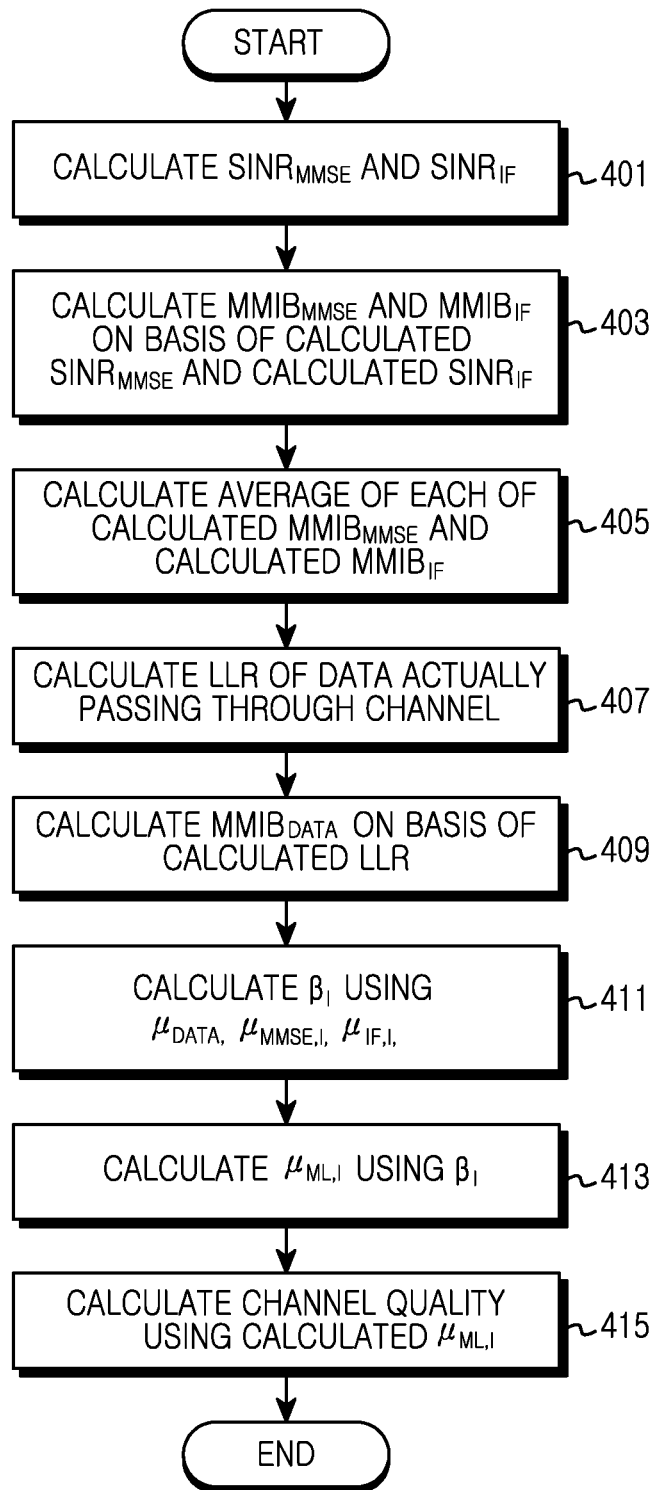 START
CALCULATE SINRMMSE AND SINRIF
401
CALCULATE MMIBMMSE AND MMIBIF
ON BASIS OF CALCULATED
SINRMMSE AND CALCULATED SINRIF
403
CALCULATE AVERAGE OF EACH OF
CALCULATED MMIBMMSE AND
CALCULATED MMIBIF
405
CALCULATE LLR OF DATA ACTUALLY
PASSING THROUGH CHANNEL
407
CALCULATE MMIBDATA ON BASIS OF
CALCULATED LLR
409
CALCULATE βI USING
μDATA, μMMSE,I, μIF,I,
411
CALCULATE μML,I USING βI
413
CALCULATE CHANNEL QUALITY
USING CALCULATED μML,I
415
END